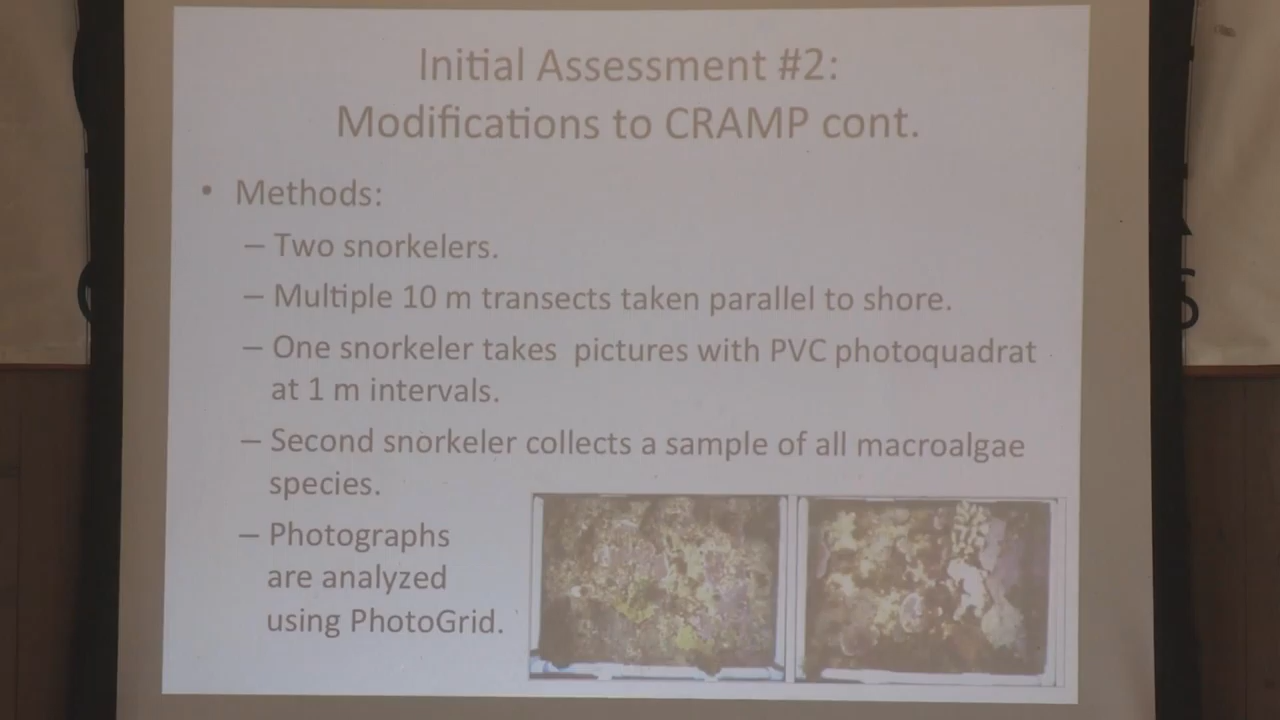 Initial Assessment #2:
Modifications to CRAMP cont.
• Methods:
– Two snorkelers.
– Multiple 10 m transects taken parallel to shore.
– One snorkeler takes pictures with PVC photoquadrat
at 1 m intervals.
– Second snorkeler collects a sample of all macroalgae
species.
– Photographs
are analyzed
using PhotoGrid.